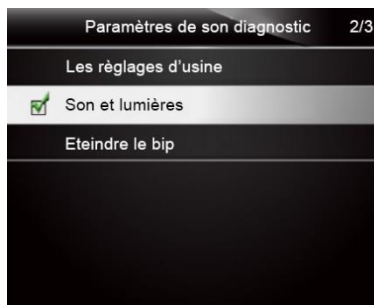 Paramètres de son diagnostic 2/3
Les règlages d'usine
Son et lumières
Eteindre le bip